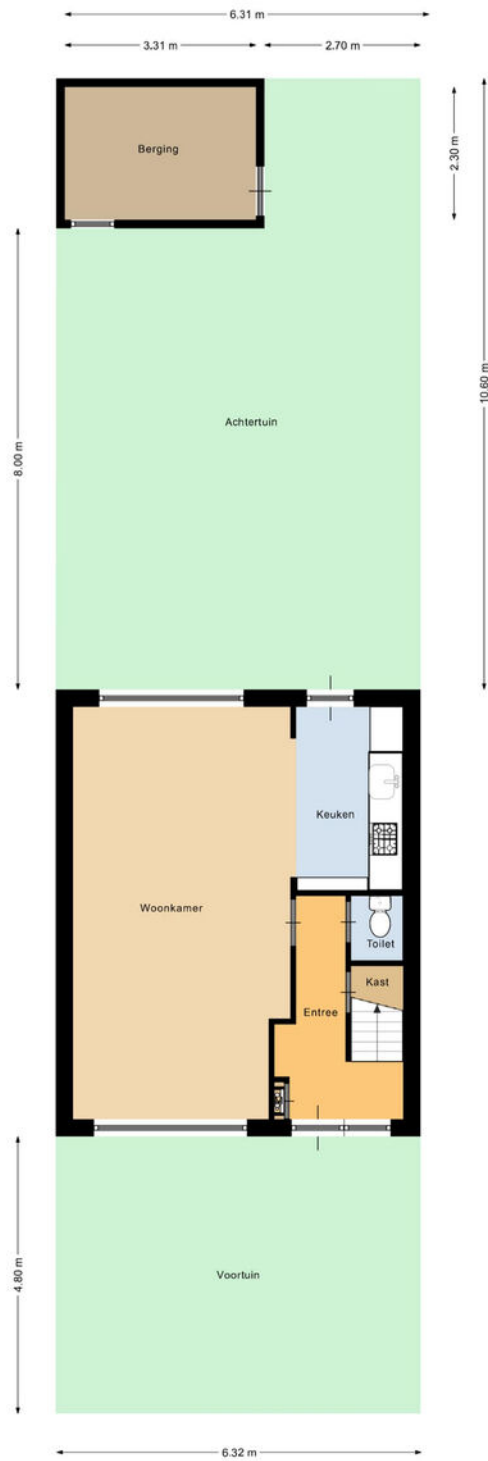 6.31 m
3.31 m
2.70 m
Berging
2.30 m
10.60 m
8.00 m
Achtertuin
Keuken
Woonkamer
Toilet
Kast
Entree
4.80 m
Voortuin
6.32 m